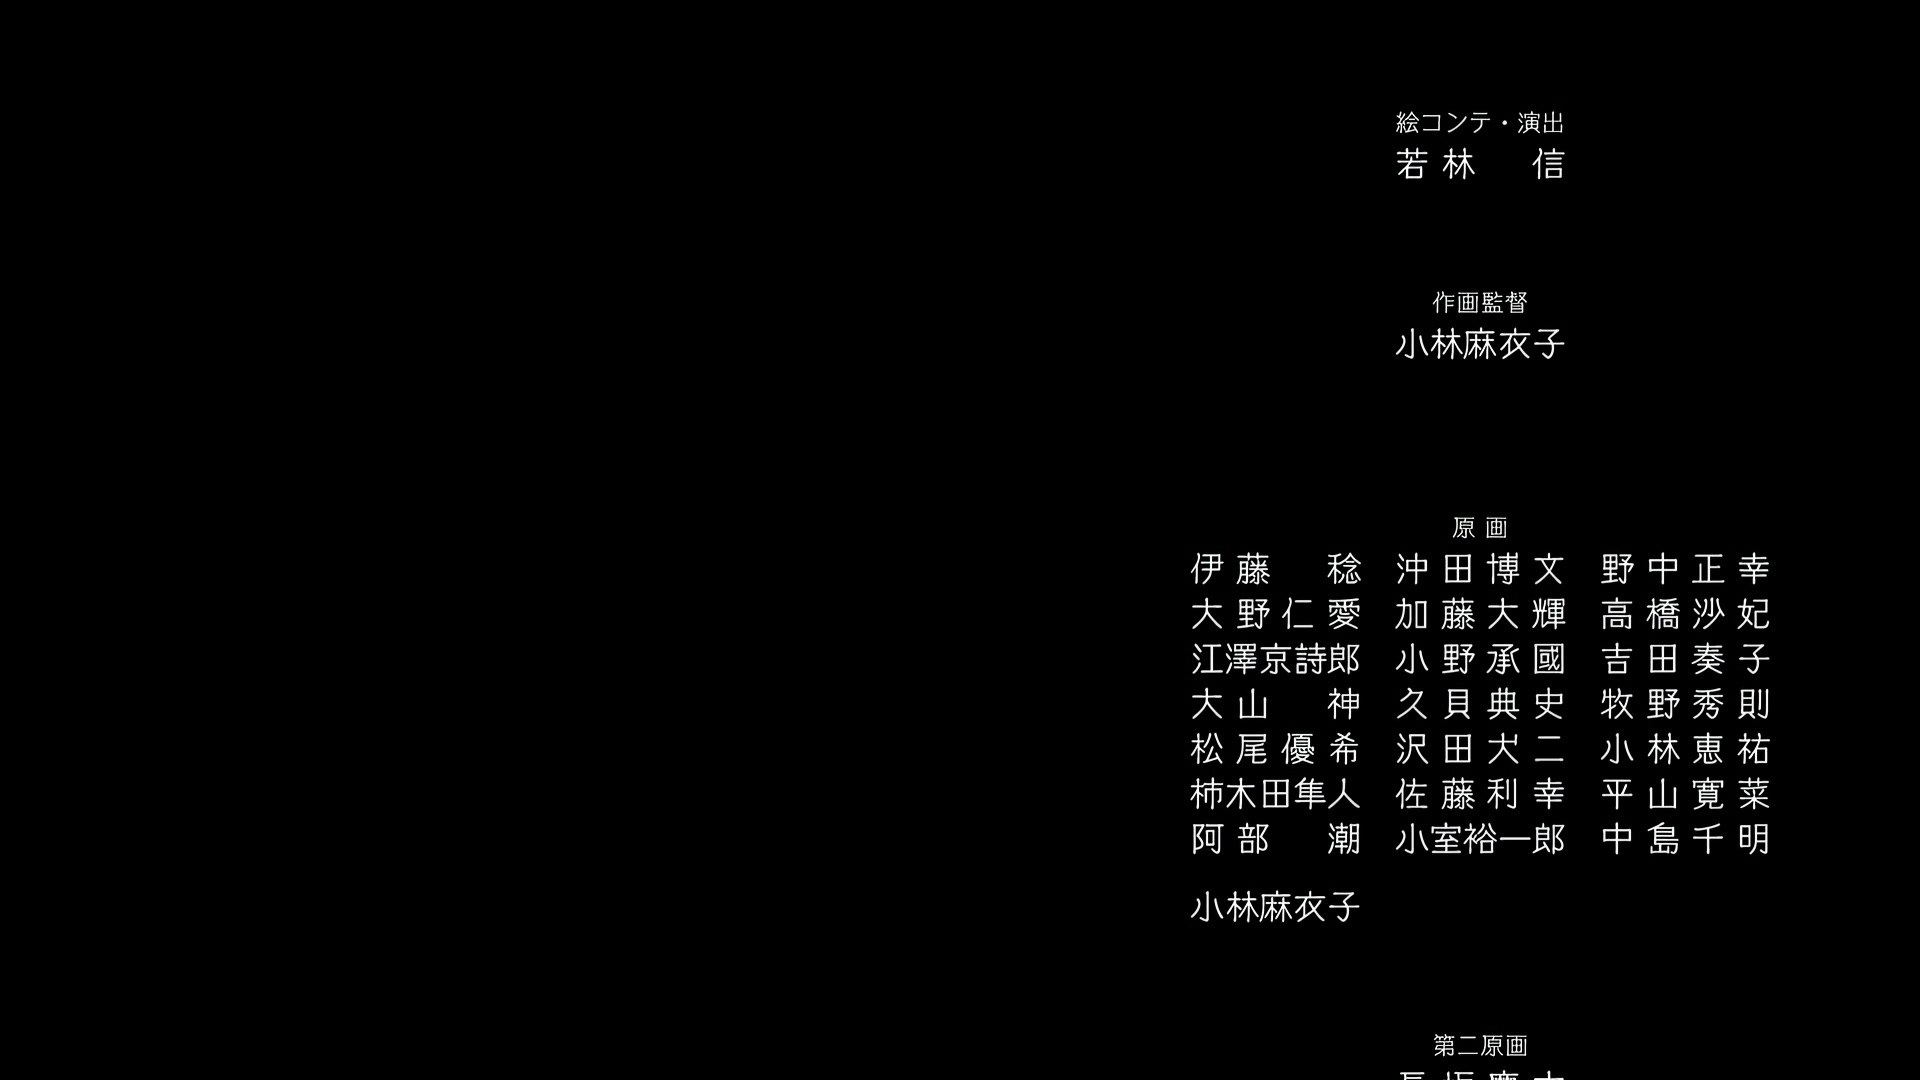 絵コンテ・演出
若林 信
作画監督
小林麻衣子
原画
伊藤 稔 沖田博文 野中正幸
大野仁愛 加藤大輝 高橋沙妃
江澤京詩郎 小野承國 吉田奏子
大山 神 久貝典史 牧野秀則
松尾優希 沢田犬二 小林恵祐
柿木田隼人 佐藤利幸 平山寛菜
阿部 潮 小室裕一郎 中島千明
小林麻衣子
第二原画